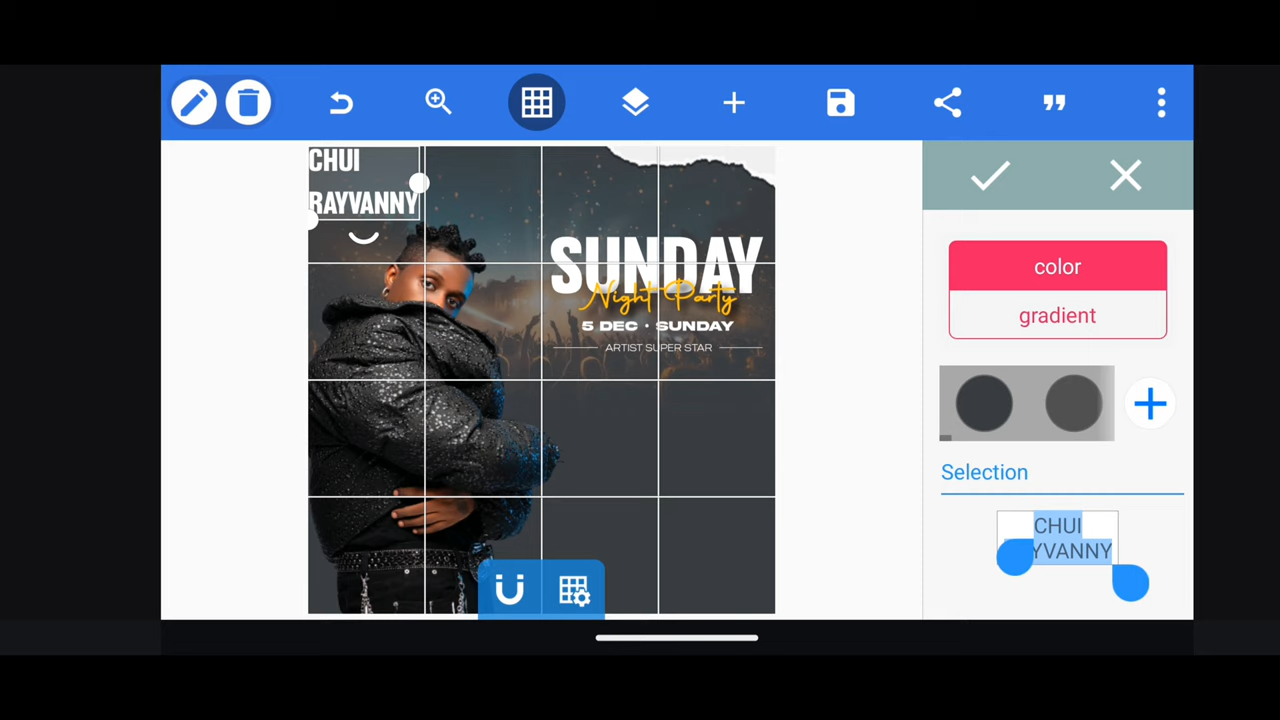 CHUI
RAYVANNY
SUNDAY
Night Party
5 DEC · SUNDAY
ARTIST SUPER STAR
color
gradient
Selection
CHUI
YVANNY